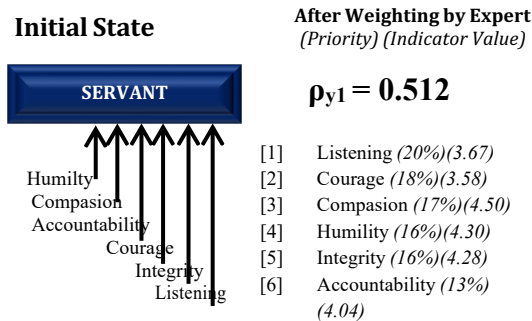 Initial State
After Weighting by Expert
(Priority) (Indicator Value)
SERVANT
ρy1 = 0.512
Humilty
Compasion
Accountability
Courage
Integrity
Listening
[1] Listening (20%)(3.67)
[2] Courage (18%)(3.58)
[3] Compasion (17%)(4.50)
[4] Humility (16%)(4.30)
[5] Integrity (16%)(4.28)
[6] Accountability (13%)
(4.04)